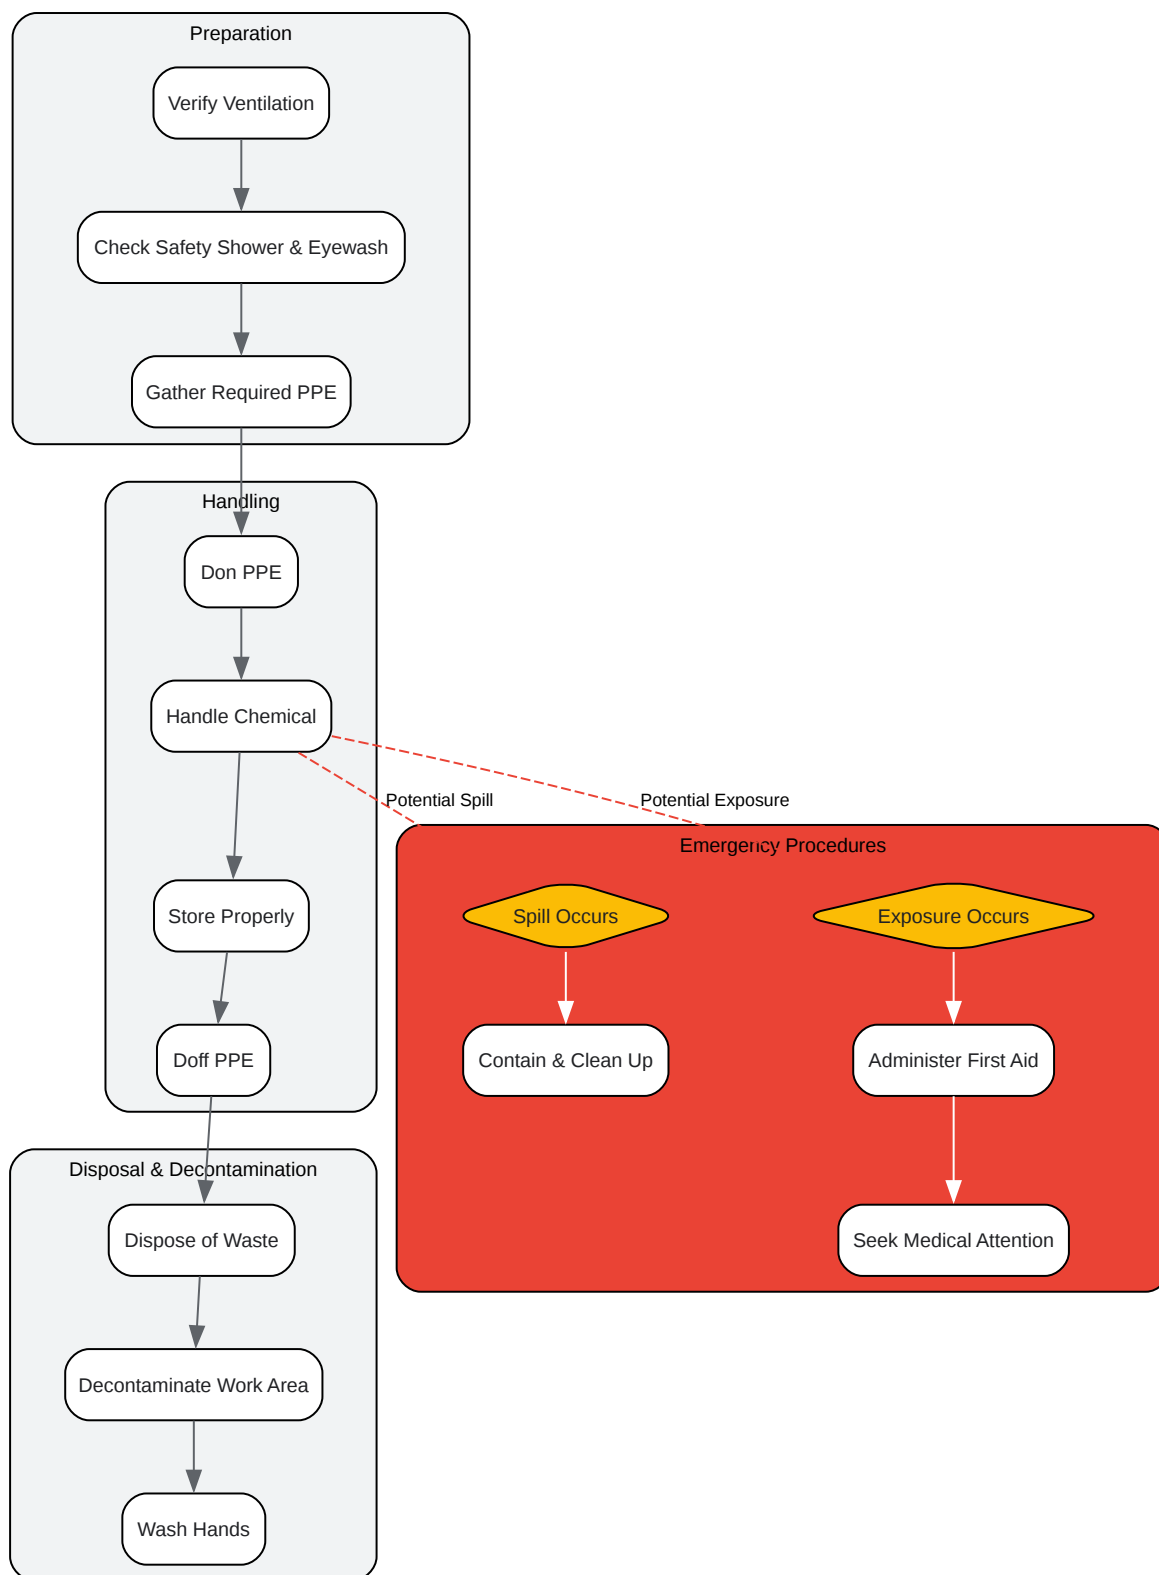 Preparation
Verify Ventilation
Check Safety Shower & Eyewash
Gather Required PPE
Handling
Don PPE
Handle Chemical
Potential Spill
Potential Exposure
Emergency Procedures
Store Properly
Spill Occurs
Exposure Occurs
Doff PPE
Contain & Clean Up
Administer First Aid
Disposal & Decontamination
Dispose of Waste
Seek Medical Attention
Decontaminate Work Area
Wash Hands